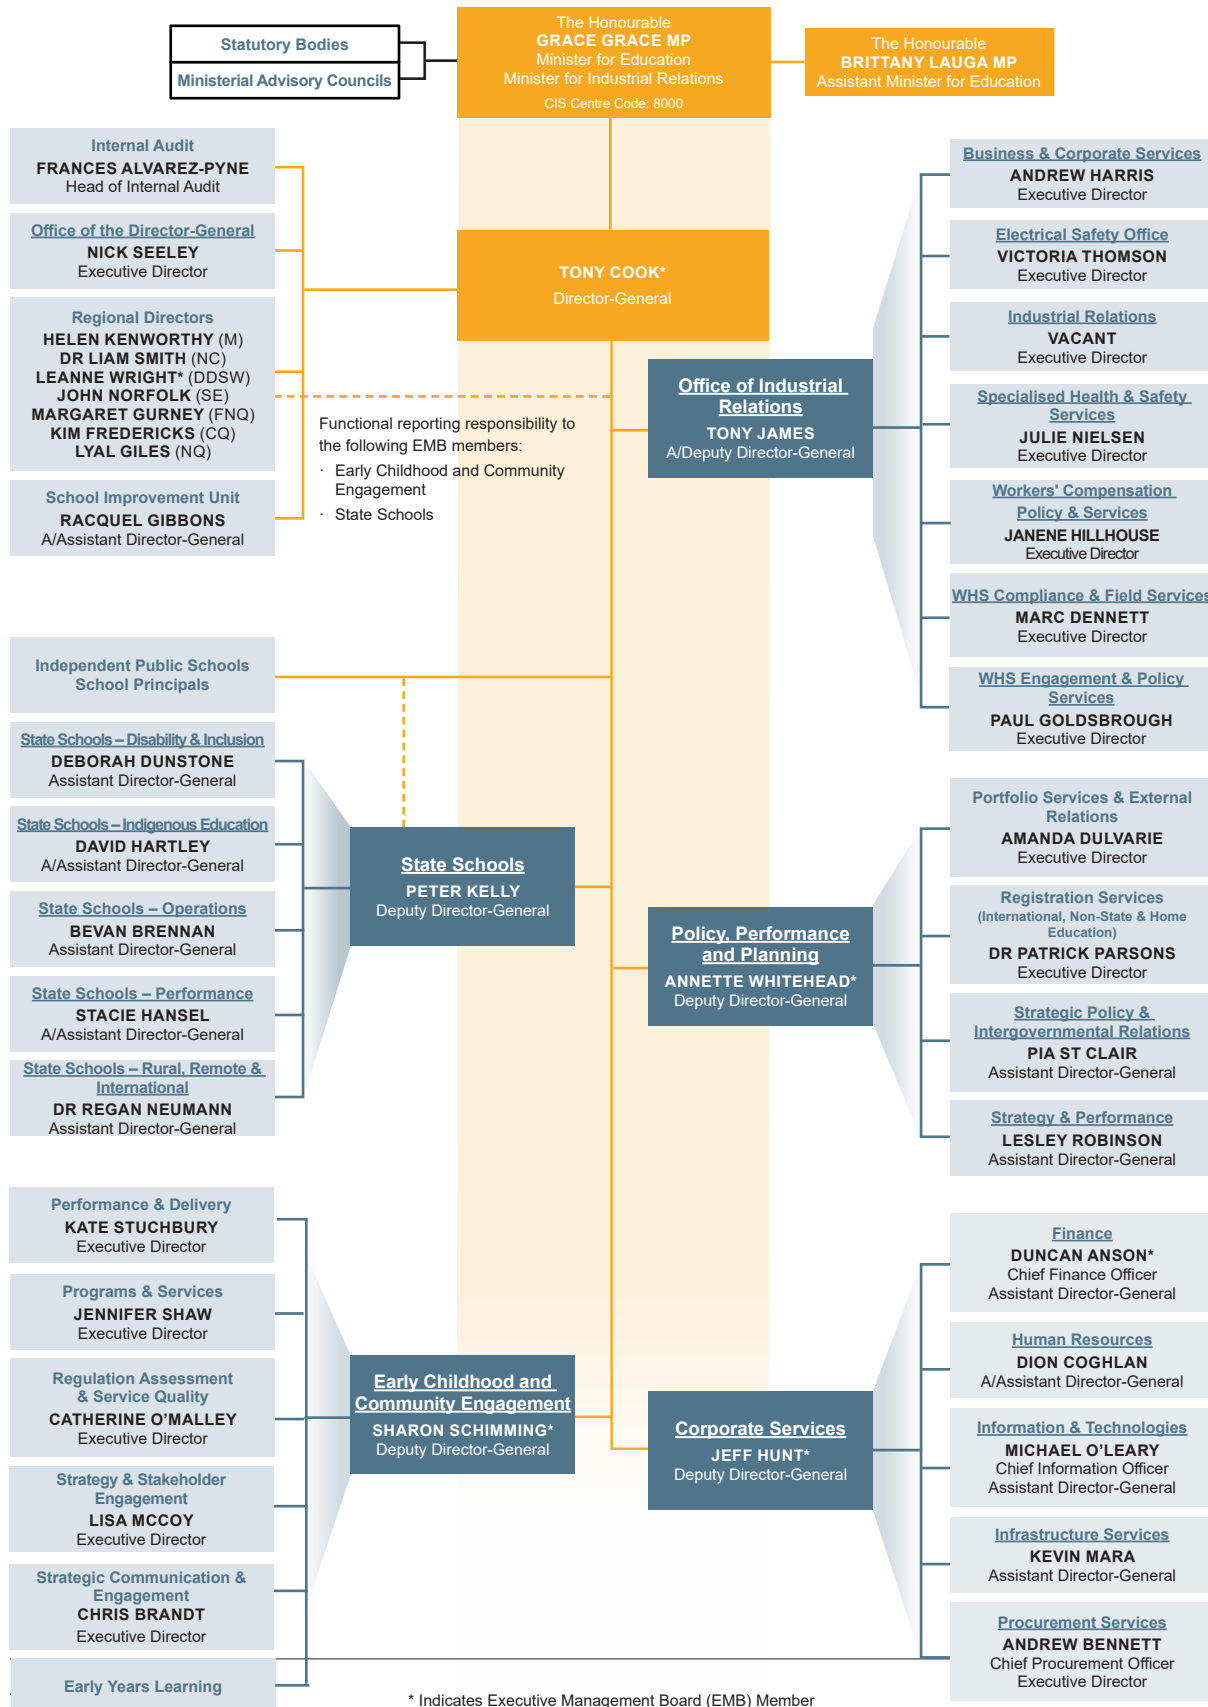 Statutory Bodies
Ministerial Advisory Councils
The Honourable
GRACE GRACE MP
Minister for Education
Minister for Industrial Relations
CIS Centre Code: 8000
The Honourable
BRITTANY LAUGA MP
Assistant Minister for Education
Internal Audit
FRANCES ALVAREZ-PYNE
Head of Internal Audit
Office of the Director-General
NICK SEELEY
Executive Director
Regional Directors
HELEN KENWORTHY (M)
DR LIAM SMITH (NC)
LEANNE WRIGHT* (DDSW)
JOHN NORFOLK (SE)
MARGARET GURNEY (FNQ)
KIM FREDERICKS (CQ)
LYAL GILES (NQ)
School Improvement Unit
RACQUEL GIBBONS
A/Assistant Director-General
TONY COOK*
Director-General
Functional reporting responsibility to
the following EMB members:
· Early Childhood and Community
Engagement
· State Schools
Office of Industrial
Relations
TONY JAMES
A/Deputy Director-General
Business & Corporate Services
ANDREW HARRIS
Executive Director
Electrical Safety Office
VICTORIA THOMSON
Executive Director
Industrial Relations
VACANT
Executive Director
Specialised Health & Safety
Services
JULIE NIELSEN
Executive Director
Workers' Compensation
Policy & Services
JANENE HILLHOUSE
Executive Director
WHS Compliance & Field Services
MARC DENNETT
Executive Director
WHS Engagement & Policy
Services
PAUL GOLDSBROUGH
Executive Director
Independent Public Schools
School Principals
State Schools – Disability & Inclusion
DEBORAH DUNSTONE
Assistant Director-General
State Schools – Indigenous Education
DAVID HARTLEY
A/Assistant Director-General
State Schools – Operations
BEVAN BRENNAN
Assistant Director-General
State Schools – Performance
STACIE HANSEL
A/Assistant Director-General
State Schools – Rural, Remote &
International
DR REGAN NEUMANN
Assistant Director-General
State Schools
PETER KELLY
Deputy Director-General
Policy, Performance
and Planning
ANNETTE WHITEHEAD*
Deputy Director-General
Portfolio Services & External
Relations
AMANDA DULVARIE
Executive Director
Registration Services
(International, Non-State & Home
Education)
DR PATRICK PARSONS
Executive Director
Strategic Policy &
Intergovernmental Relations
PIA ST CLAIR
Assistant Director-General
Strategy & Performance
LESLEY ROBINSON
Assistant Director-General
Performance & Delivery
KATE STUCHBURY
Executive Director
Programs & Services
JENNIFER SHAW
Executive Director
Regulation Assessment
& Service Quality
CATHERINE O’MALLEY
Executive Director
Strategy & Stakeholder
Engagement
LISA MCCOY
Executive Director
Strategic Communication &
Engagement
CHRIS BRANDT
Executive Director
Early Years Learning
Early Childhood and
Community Engagement
SHARON SCHIMMING*
Deputy Director-General
Corporate Services
JEFF HUNT*
Deputy Director-General
Finance
DUNCAN ANSON*
Chief Finance Officer
Assistant Director-General
Human Resources
DION COGHLAN
A/Assistant Director-General
Information & Technologies
MICHAEL O’LEARY
Chief Information Officer
Assistant Director-General
Infrastructure Services
KEVIN MARA
Assistant Director-General
Procurement Services
ANDREW BENNETT
Chief Procurement Officer
Executive Director
* Indicates Executive Management Board (EMB) Member